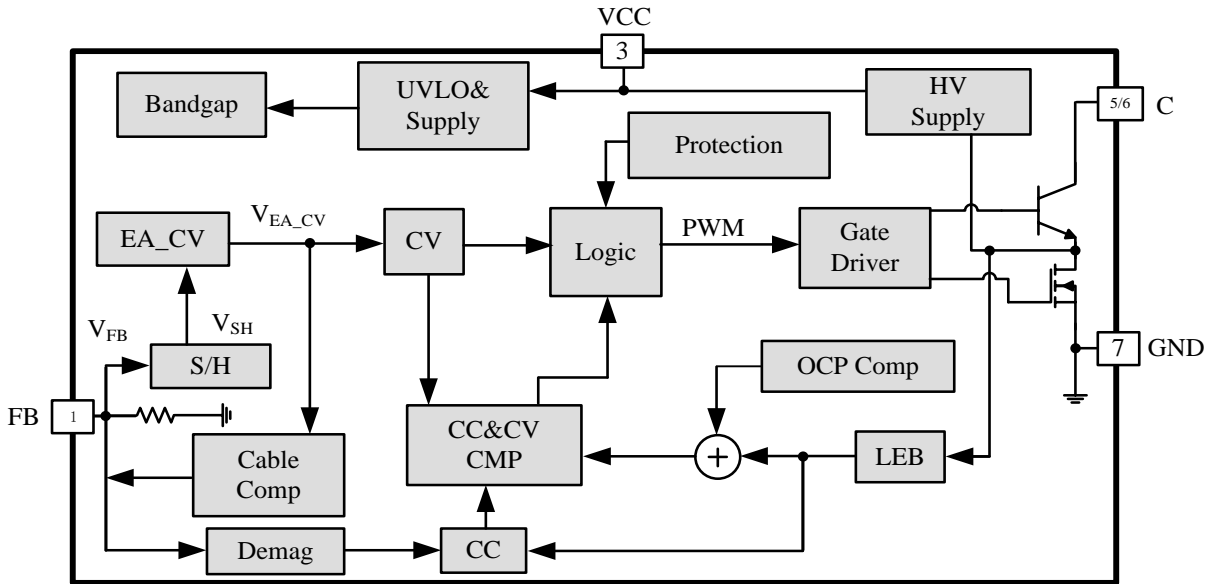 VCC
3
Bandgap
UVLO&
Supply
HV
Supply
5/6
C
Protection
V_EA_CV
EA_CV
CV
Logic
PWM
Gate
Driver
V_FB
V_SH
S/H
OCP Comp
7
GND
FB
1
Cable
Comp
CC&CV
CMP
+
LEB
Demag
CC